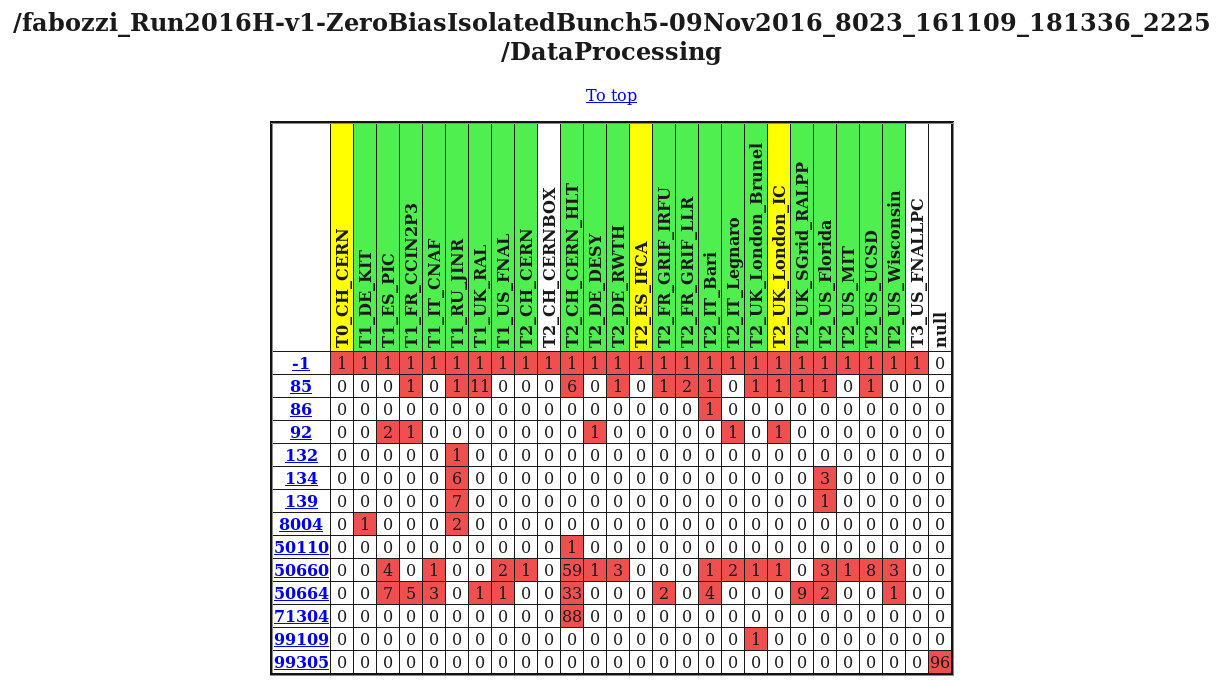 /fabozzi_Run2016H-v1-ZeroBiasIsolatedBunch5-09Nov2016_8023_161109_181336_2225
/DataProcessing
To top
T0_CH_CERN
T1_DE_KIT
T1_ES_PIC
T1_FR_CCIN2P3
T1_IT_CNAF
T1_RU_JINR
T1_UK_RAL
T1_US_FNAL
T2_CH_CERN
T2_CH_CERNBOX
T2_CH_CERN_HLT
T2_DE_DESY
T2_DE_RWTH
T2_ES_IFCA
T2_FR_GRIF_IRFU
T2_FR_GRIF_LLR
T2_IT_Bari
T2_IT_Legnaro
T2_UK_London_Brunel
T2_UK_London_IC
T2_UK_SGrid_RALPP
T2_US_Florida
T2_US_MIT
T2_US_UCSD
T2_US_Wisconsin
T3_US_FNALLPC
null
-1 1 1 1 1 1 1 1 1 1 1 1 1 1 1 1 1 1 1 1 1 1 1 1 1 1 1 0
85 0 0 0 1 0 1 11 0 0 0 6 0 1 0 1 2 1 0 1 1 1 1 0 1 0 0 0
86 0 0 0 0 0 0 0 0 0 0 0 0 0 0 0 0 1 0 0 0 0 0 0 0 0 0 0
92 0 0 2 1 0 0 0 0 0 0 0 1 0 0 0 0 0 1 0 1 0 0 0 0 0 0 0
132 0 0 0 0 0 1 0 0 0 0 0 0 0 0 0 0 0 0 0 0 0 0 0 0 0 0 0
134 0 0 0 0 0 6 0 0 0 0 0 0 0 0 0 0 0 0 0 0 0 3 0 0 0 0 0
139 0 0 0 0 0 7 0 0 0 0 0 0 0 0 0 0 0 0 0 0 0 1 0 0 0 0 0
8004 0 1 0 0 0 2 0 0 0 0 0 0 0 0 0 0 0 0 0 0 0 0 0 0 0 0 0
50110 0 0 0 0 0 0 0 0 0 0 1 0 0 0 0 0 0 0 0 0 0 0 0 0 0 0 0
50660 0 0 4 0 1 0 0 2 1 0 59 1 3 0 0 0 1 2 1 1 0 3 1 8 3 0 0
50664 0 0 7 5 3 0 1 1 0 0 33 0 0 0 2 0 4 0 0 0 9 2 0 0 1 0 0
71304 0 0 0 0 0 0 0 0 0 0 88 0 0 0 0 0 0 0 0 0 0 0 0 0 0 0 0
99109 0 0 0 0 0 0 0 0 0 0 0 0 0 0 0 0 0 0 1 0 0 0 0 0 0 0 0
99305 0 0 0 0 0 0 0 0 0 0 0 0 0 0 0 0 0 0 0 0 0 0 0 0 0 0 96